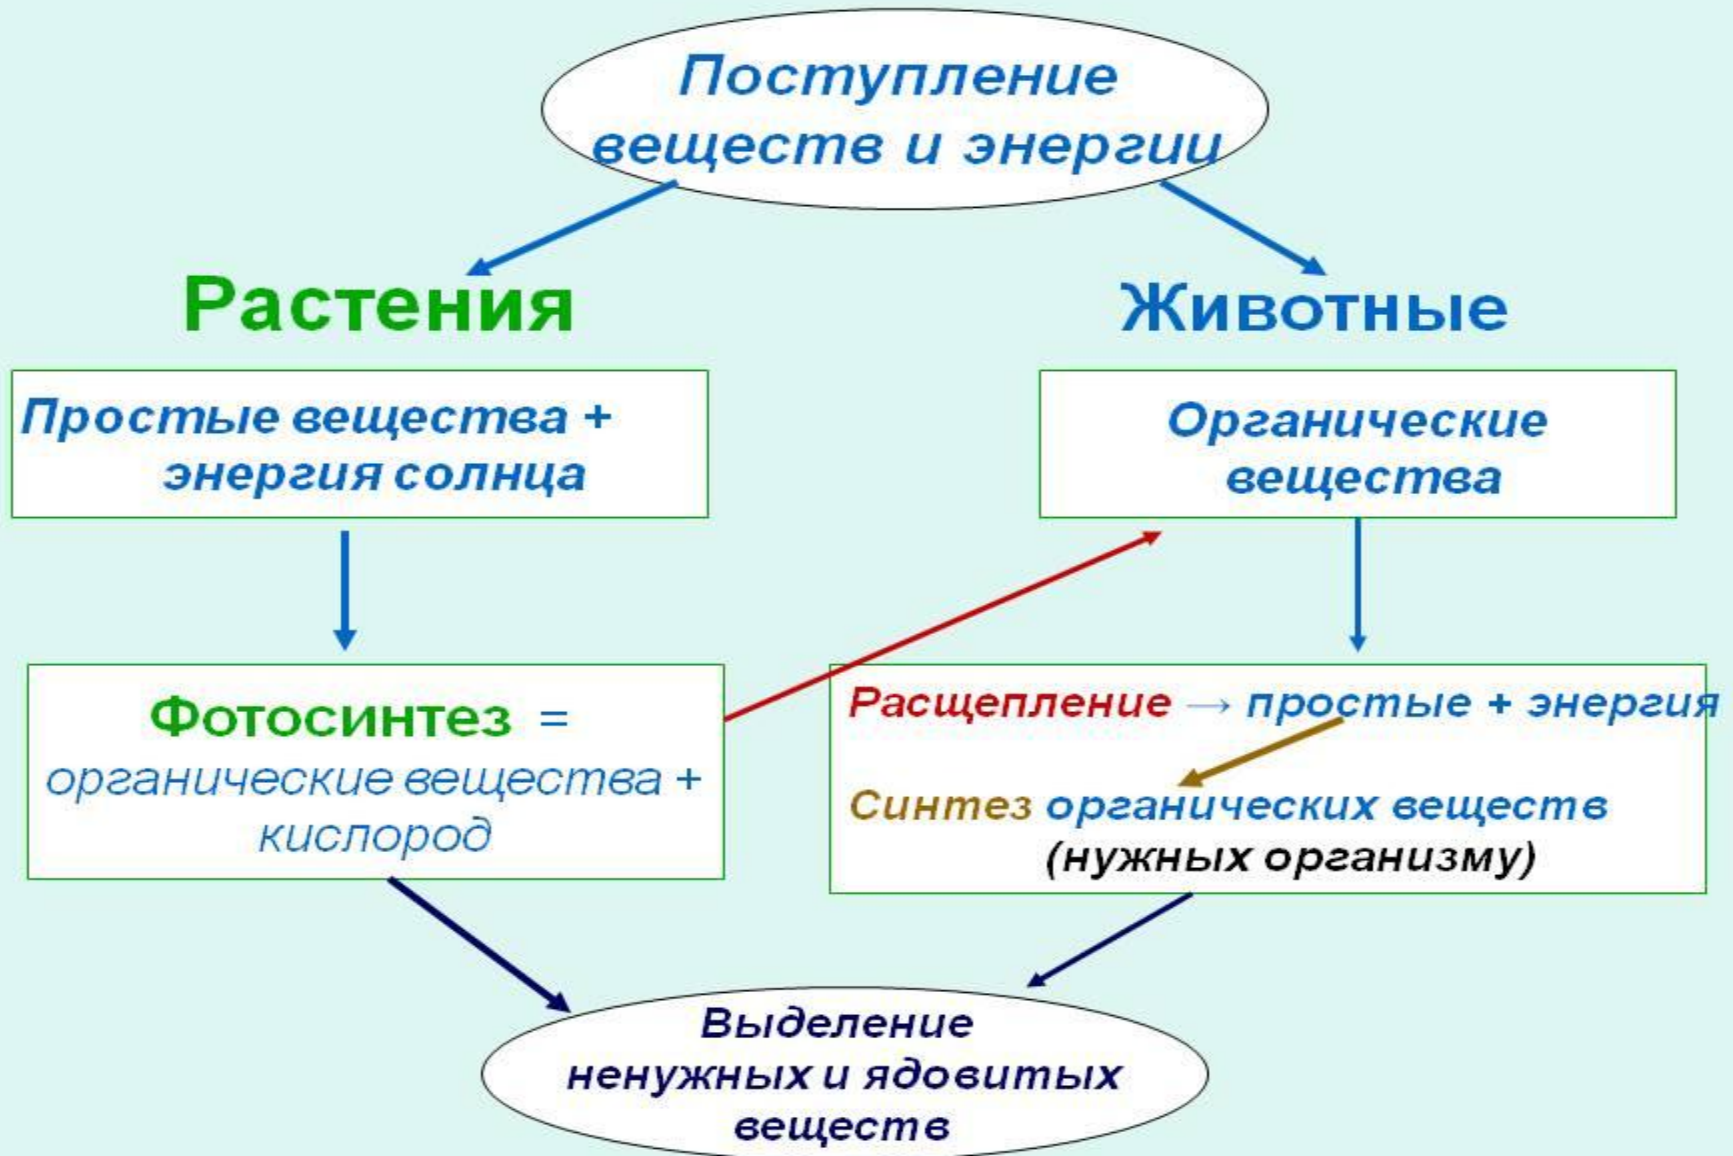 Поступление
веществ и энергии
Растения
Животные
Простые вещества +
энергия солнца
Органические
вещества
Фотосинтез =
органические вещества +
кислород
Расщепление → простые + энергия
Синтез органических веществ
(нужных организму)
Выделение
ненужных и ядовитых
веществ